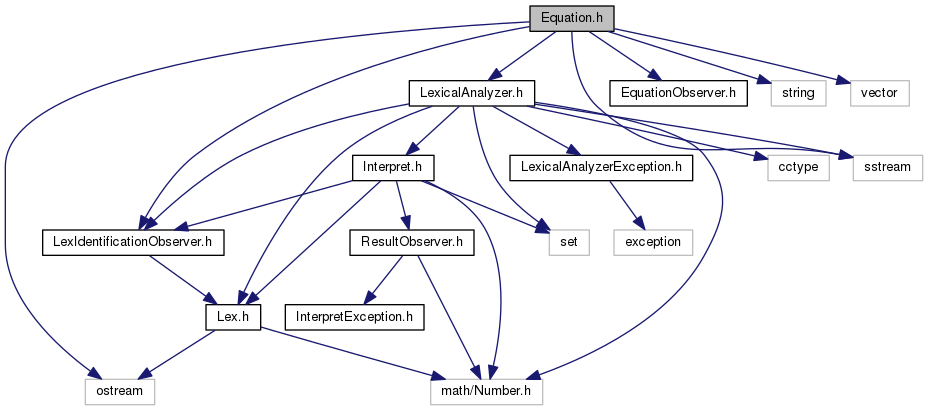 Equation.h
LexicalAnalyzer.h
EquationObserver.h
string
vector
Interpret.h
LexicalAnalyzerException.h
cctype
sstream
LexIdentificationObserver.h
ResultObserver.h
set
exception
Lex.h
InterpretException.h
ostream
math/Number.h